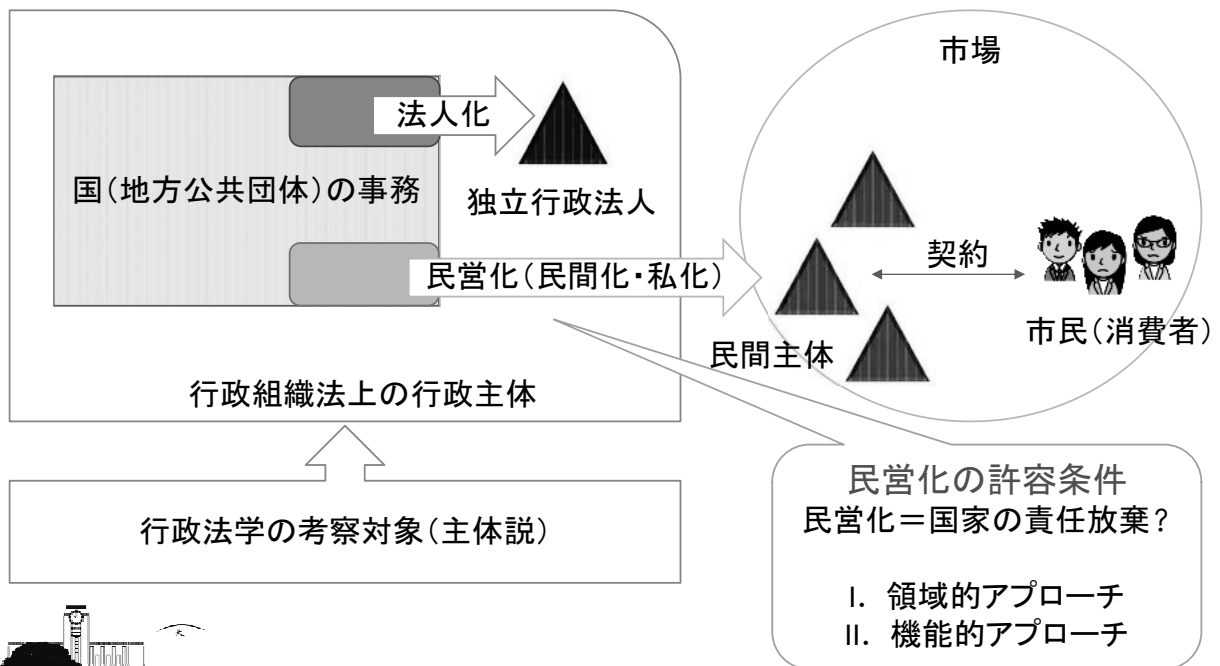 市場
法人化
国(地方公共団体)の事務
独立行政法人
契約
民営化(民間化・私化)
市民(消費者)
民間主体
行政組織法上の行政主体
民営化の許容条件
民営化=国家の責任放棄?
行政法学の考察対象(主体説)
I. 領域的アプローチ
II. 機能的アプローチ